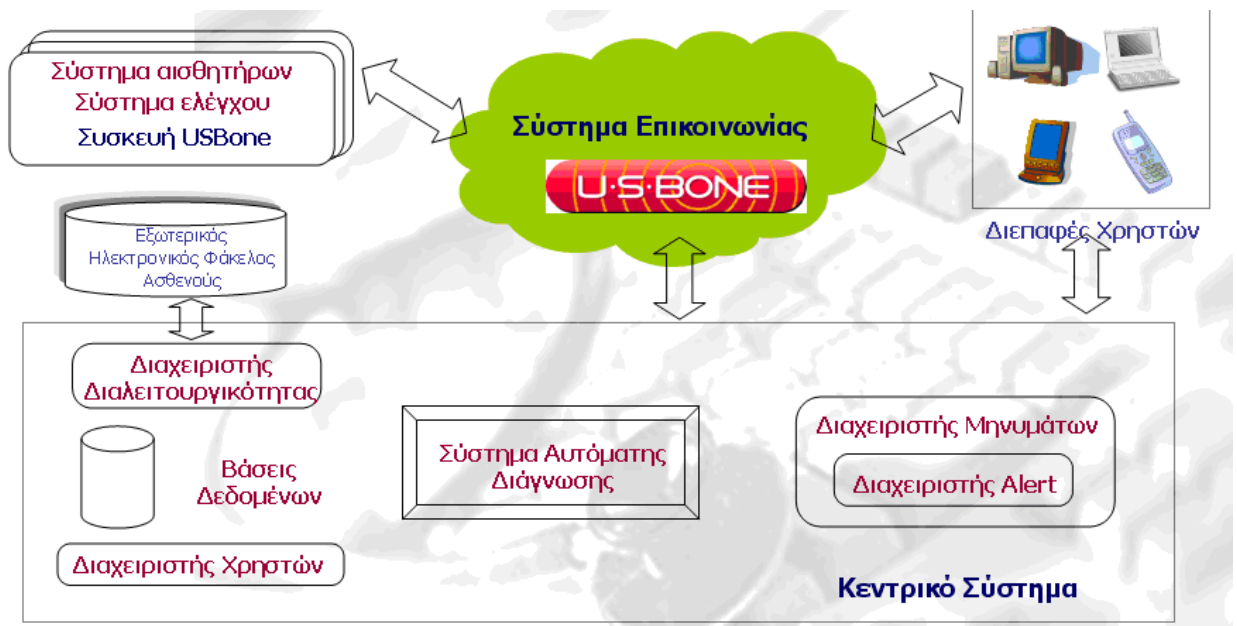 Σύστημα αισθητήρων
Σύστημα ελέγχου
Συσκευή USBone
Σύστημα Επικοινωνίας
U·S·BONE
Διεπαφές Χρηστών
Εξωτερικός
Ηλεκτρονικός Φάκελος
Ασθενούς
Διαχειριστής
Διαλειτουργικότητας
Βάσεις
Δεδομένων
Διαχειριστής Χρηστών
Σύστημα Αυτόματης
Διάγνωσης
Διαχειριστής Μηνυμάτων
Διαχειριστής Alert
Κεντρικό Σύστημα